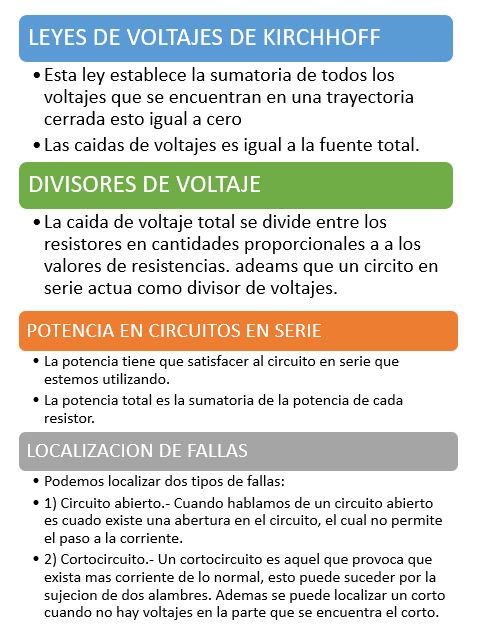 LEYES DE VOLTAJES DE KIRCHHOFF
• Esta ley establece la sumatoria de todos los
voltajes que se encuentran en una trayectoria
cerrada esto igual a cero
• Las caidas de voltajes es igual a la fuente total.
DIVISORES DE VOLTAJE
• La caida de voltaje total se divide entre los
resistores en cantidades proporcionales a a los
valores de resistencias. adeams que un circito en
serie actua como divisor de voltajes.
POTENCIA EN CIRCUITOS EN SERIE
• La potencia tiene que satisfacer al circuito en serie que
estemos utilizando.
• La potencia total es la sumatoria de la potencia de cada
resistor.
LOCALIZACION DE FALLAS
• Podemos localizar dos tipos de fallas:
• 1) Circuito abierto.- Cuando hablamos de un circuito abierto
es cuado existe una abertura en el circuito, el cual no permite
el paso a la corriente.
• 2) Cortocircuito.- Un cortocircuito es aquel que provoca que
exista mas corriente de lo normal, esto puede suceder por la
sujecion de dos alambres. Ademas se puede localizar un corto
cuando no hay voltajes en la parte que se encuentra el corto.